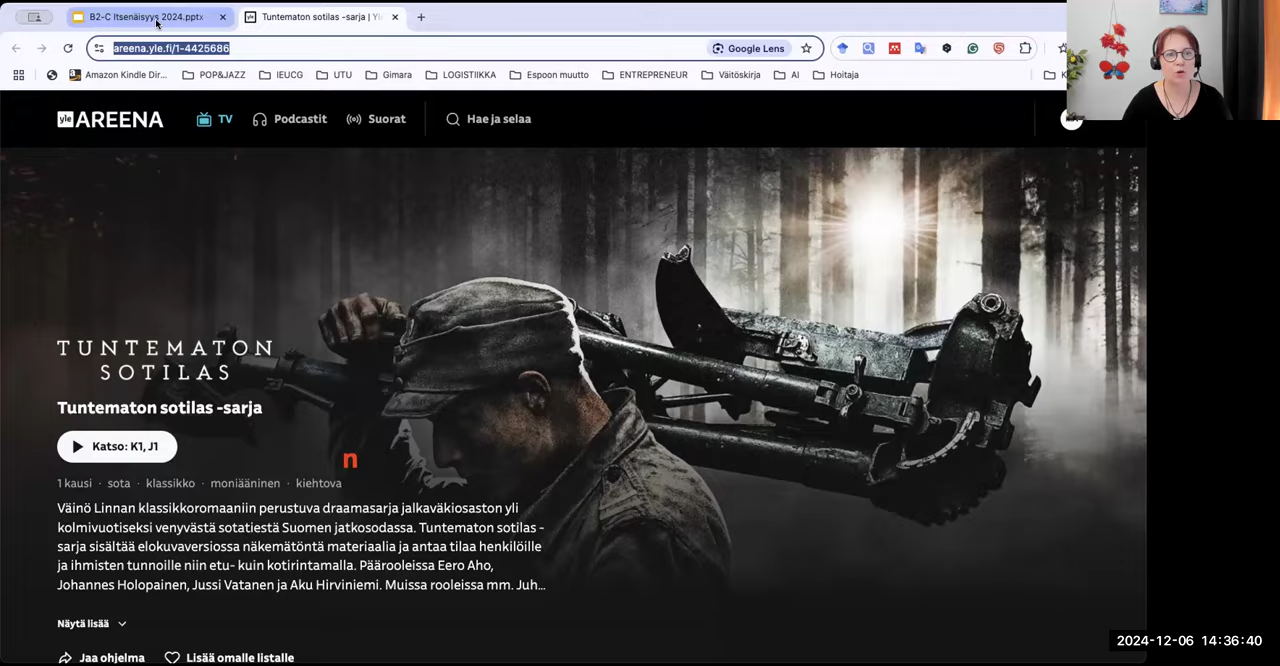 B2-C Itsenäisyys 2024.pptx
Tuntematon sotilas -sarja | Yl
areena.yle.fi/1-4425686
Google Lens
Amazon Kindle Dir...
POP&JAZZ
IEUCG
UTU
Gimara
LOGISTIIKKA
Espoon muutto
ENTREPRENEUR
Väitöskirja
AI
Hoitaja
yle AREENA
TV
Podcastit
Suorat
Hae ja selaa
TUNTEMATON
SOTILAS
Tuntematon sotilas -sarja
Katso: K1, J1
n
1 kausi · sota · klassikko · moniääninen · kiehtova
Väinö Linnan klassikoromaaniin perustuva draamasarja jalkaväkiosaston yli
kolmivuotiseksi venyvästä sotatiestä Suomen jatkosodassa. Tuntematon sotilas -
sarja sisältää elokuvaversiossa näkemätöntä materiaalia ja antaa tilaa henkilöille
ja ihmisten tunnoille niin etu- kuin kotirintamalla. Päärooleissa Eero Aho,
Johannes Holopainen, Jussi Vatanen ja Aku Hirviniemi. Muissa rooleissa mm. Juh...
Näytä lisää
Jaa ohjelma
Lisää omalle listalle
2024-12-06 14:36:40